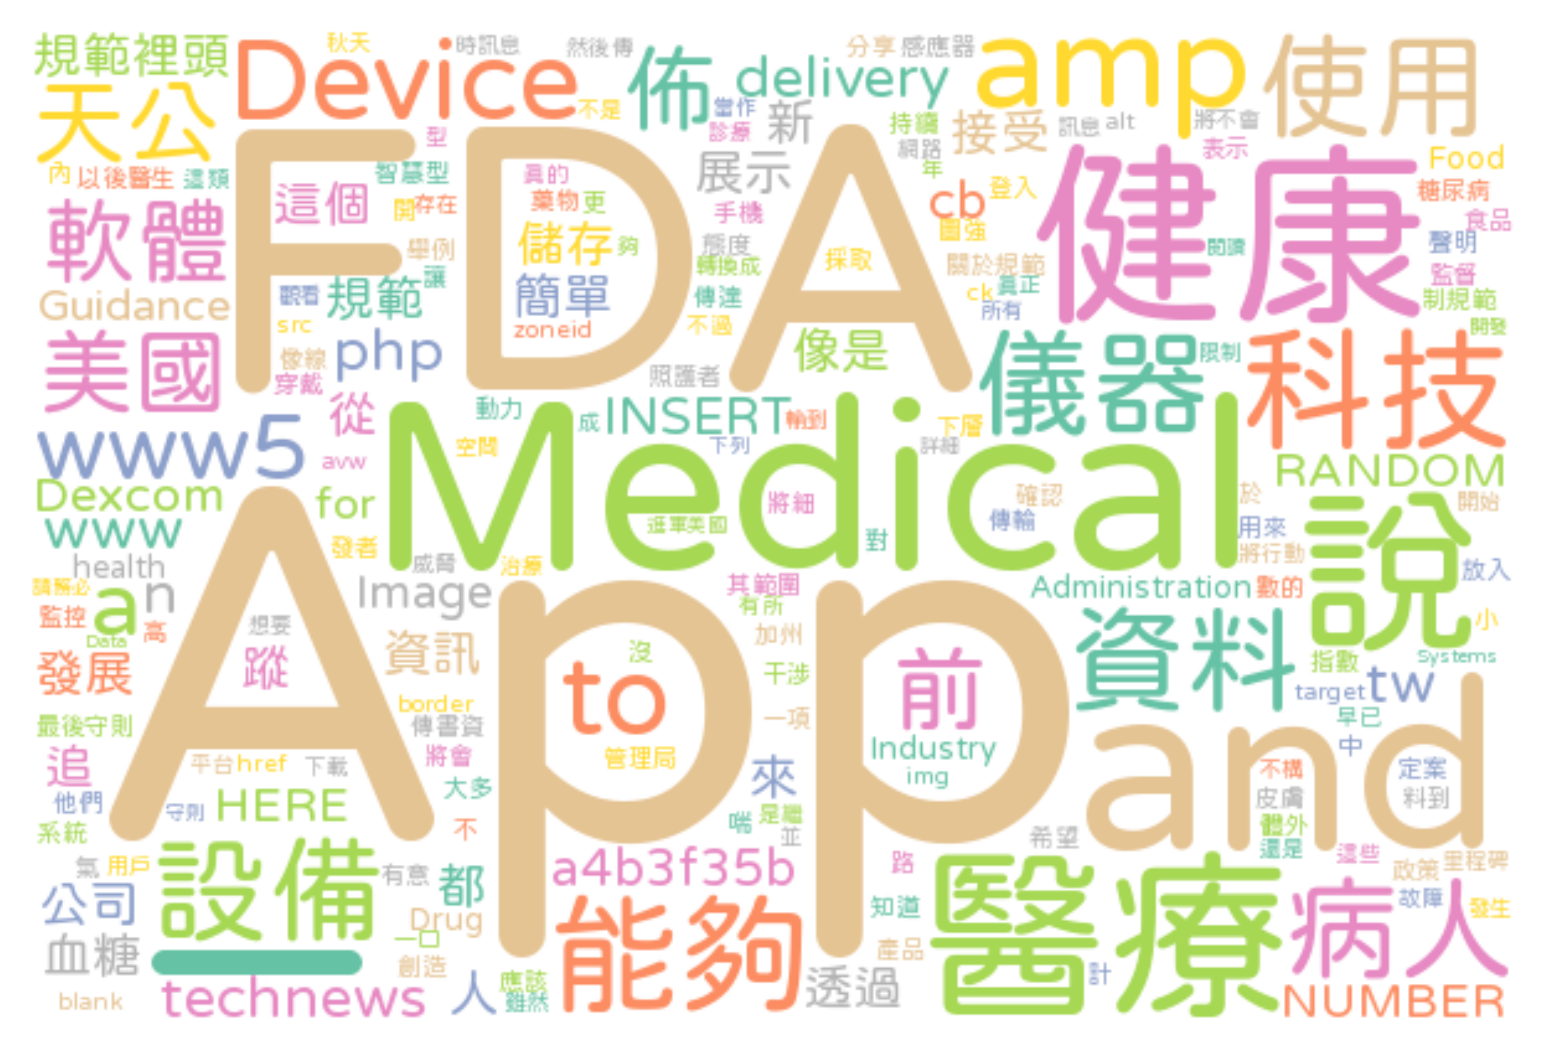 規範裡頭
Device
秋天
時訊息
然後傳
佈
delivery
分享
感應器
amp
使用
天公
不是
當作
診療
新
持續
網路
年
接受
訊息
alt
將不會
表示
Food
FDA
型
內
以後醫生
這類
智慧型
開
存在
這個
真的
藥物
更
展示
手機
cb
登入
圖強
健康
糖尿病
食品
軟體
舉例
讓
儲存
夠
態度
轉換成
採取
關於規範
閱讀
聲明
監督
Guidance
觀看
規範
簡單
傳達
ck
真正
所有
制規範
開發
src
zoneid
不過
美國
像線
穿戴
php
像是
儀器
限制
科技
照護者
從
動力
成
INSERT
輪到
下列
下層
詳細
www5
avw
空間
Medical
RANDOM
Dexcom
for
將細
進軍美國
確認
傳輸
於
用來
說
開始
www
發者
威脅
治療
對
將行動
放入
health
請務必
a
n
Image
其範圍
有所
Administration
數的
監控
Data
高
想要
App
加州
資料
小
發展
蹤
資訊
to
沒
干涉
前
指數
Systems
border
傳書資
一項
target
tw
最後守則
管理局
Industry
早已
and
追
平台
href
下載
將會
來
img
中
不構
定案
他們
守則
HERE
大多
皮膚
料到
系統
不
是繼
並
希望
體外
還是
氣
用戶
設備
有意
都
a4b3f35b
路
醫療
這些
政策
里程碑
公司
Drug
能夠
知道
病人
故障
發生
血糖
一口
創造
產品
計
blank
technews
人
應該
雖然
透過
NUMBER